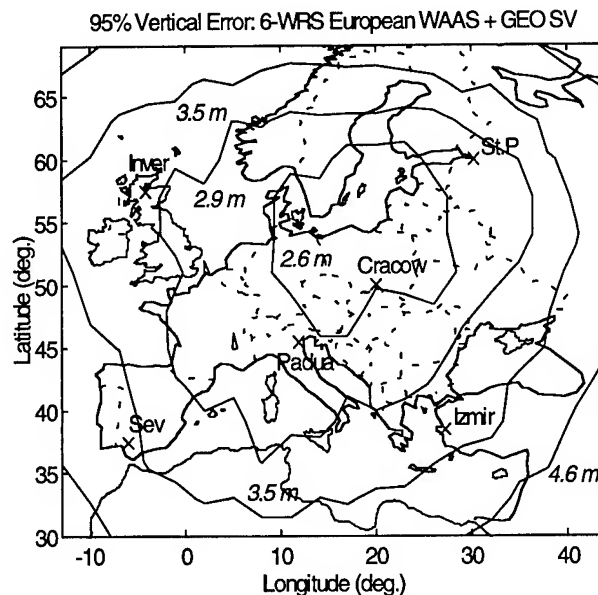 95% Vertical Error: 6-WRS European WAAS + GEO SV
65
3.5 m
Inver
St.P
60
2.9 m
55
2.6 m
Cracow
50
Latitude (deg.)
45
Padua
40
Sev
Izmir
35
3.5 m
4.6 m
30
-10 0 10 20 30 40
Longitude (deg.)